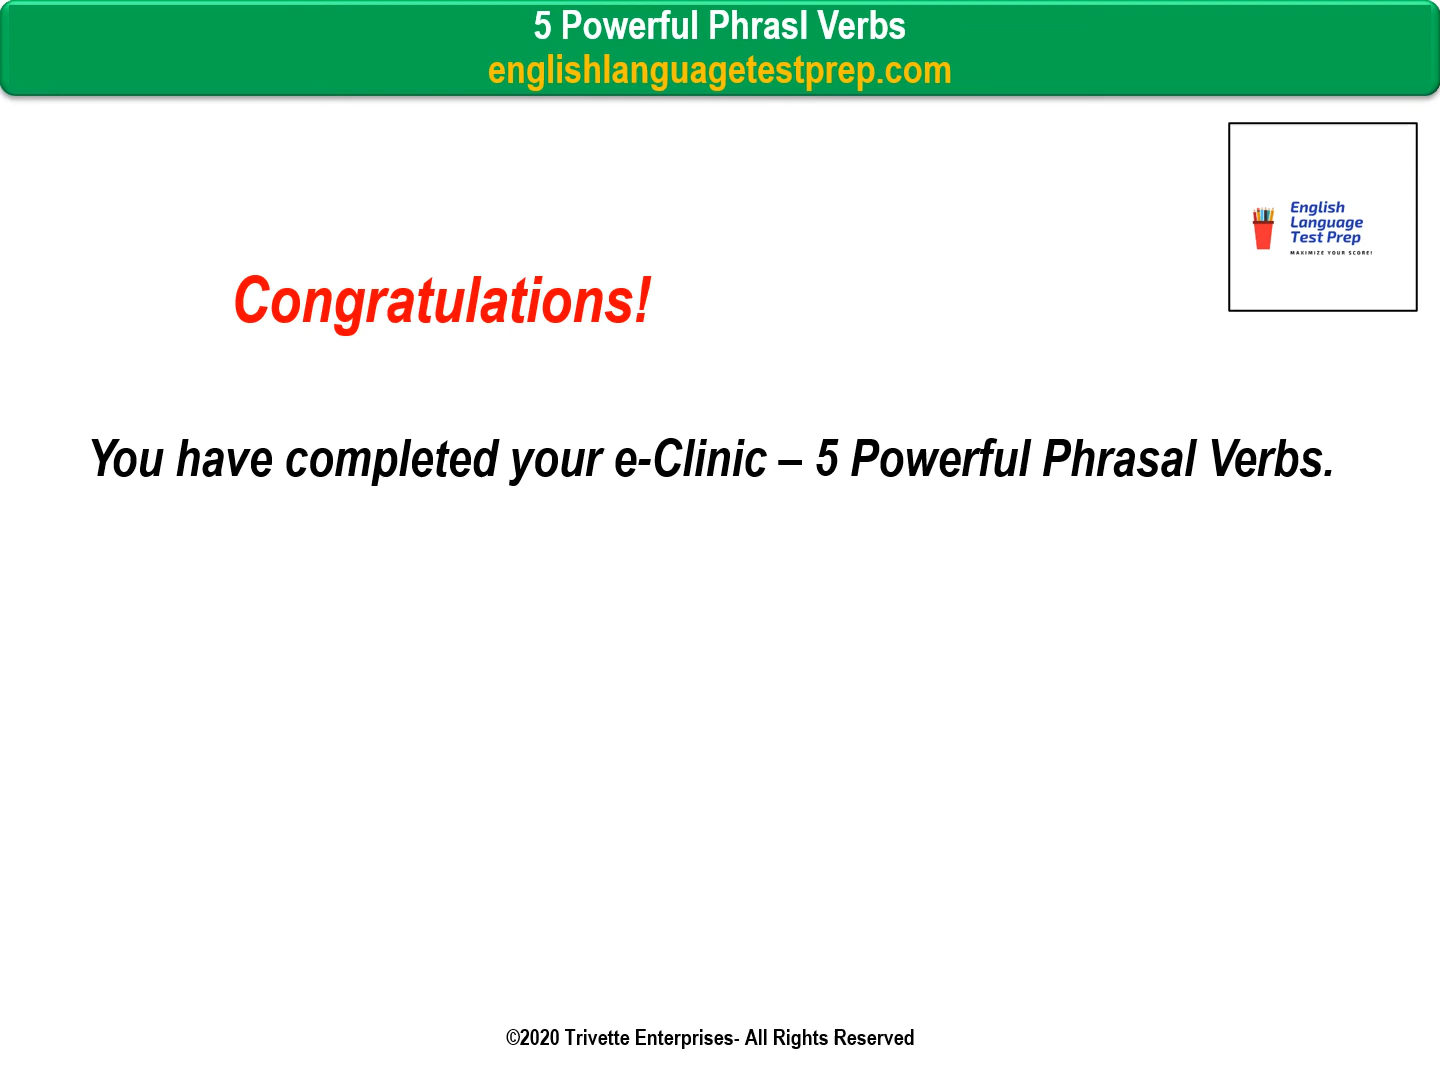 5 Powerful Phrasl Verbs
englishlanguagetestprep.com
English
Language
Test Prep
MAXIMIZE YOUR SCORE!
Congratulations!
You have completed your e-Clinic – 5 Powerful Phrasal Verbs.
©2020 Trivette Enterprises- All Rights Reserved